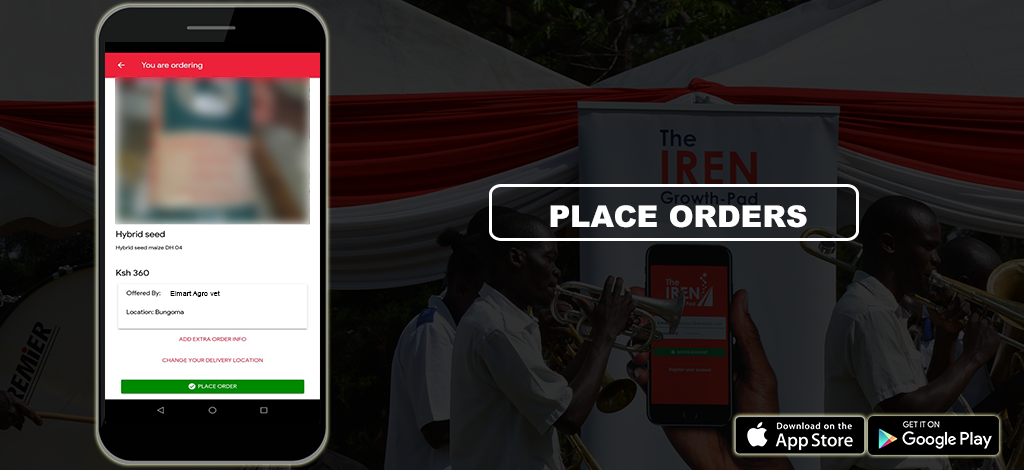 You are ordering
Hybrid seed
Hybrid seed maize DH 04
Ksh 360
Offered By: Elmart Agro vet
Location: Bungoma
ADD EXTRA ORDER INFO
CHANGE YOUR DELIVERY LOCATION
PLACE ORDER
The
IREN
Growth-Pad
PLACE ORDERS
The
IREN
Pad
PREMIER
Download on the
App Store
GET IT ON
Google Play